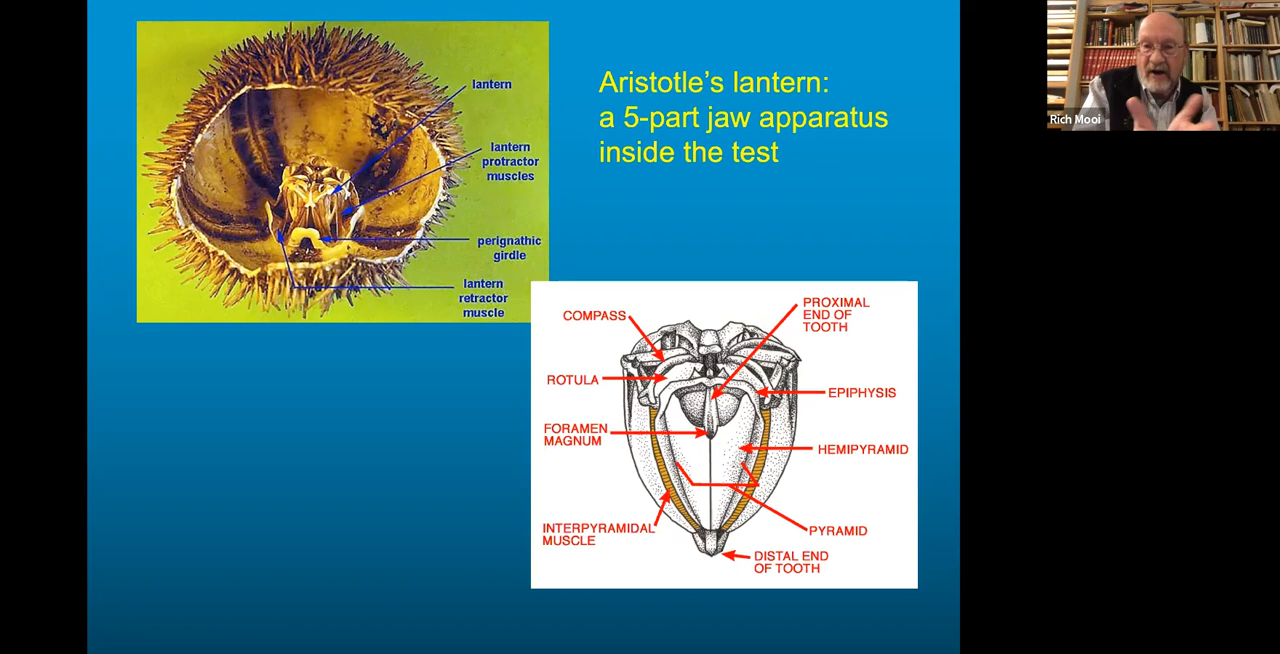 lantern
lantern
protractor
muscles
perignathic
girdle
lantern
retractor
muscle
Aristotle's lantern:
a 5-part jaw apparatus
inside the test
COMPASS
ROTULA
FORAMEN
MAGNUM
INTERPYRAMIDAL
MUSCLE
PROXIMAL
END OF
TOOTH
EPIPHYSIS
HEMIPYRAMID
PYRAMID
DISTAL END
OF TOOTH
Rich Mooi